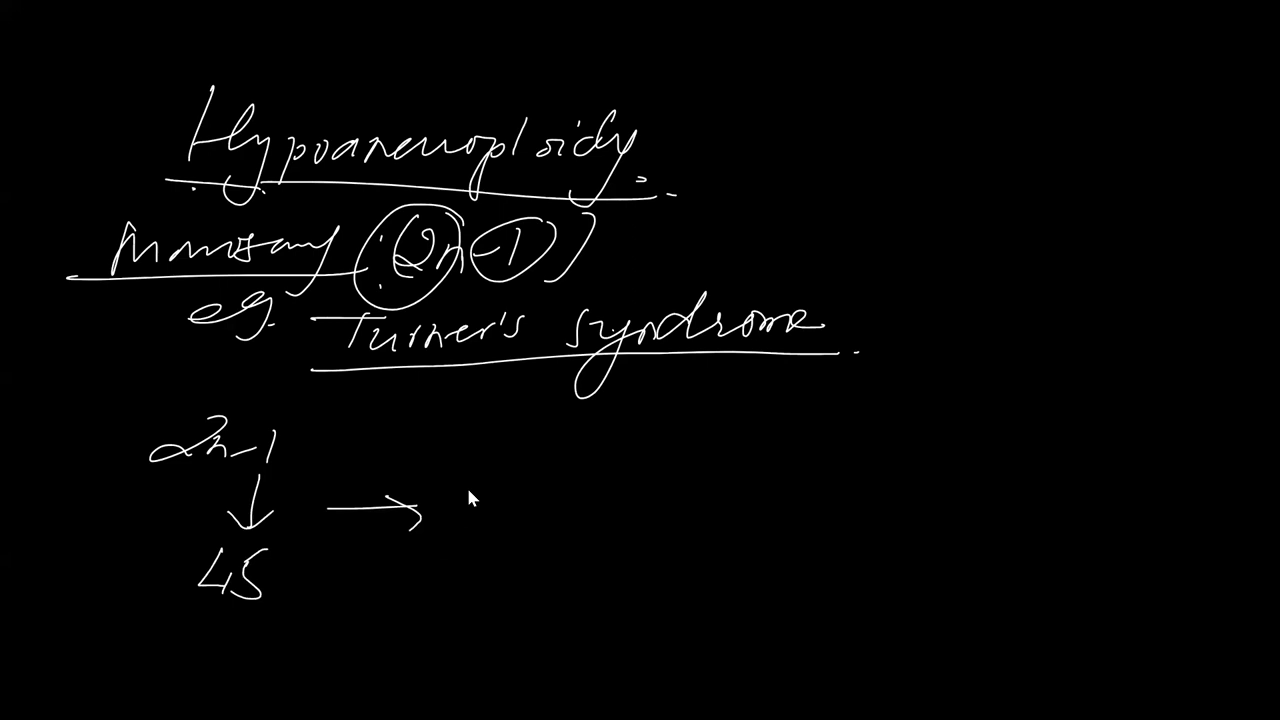 Hypoaneuploidy:-
Monosomy:(2n-1)
eg. Turner's syndrome.
2n-1
↓ →
45